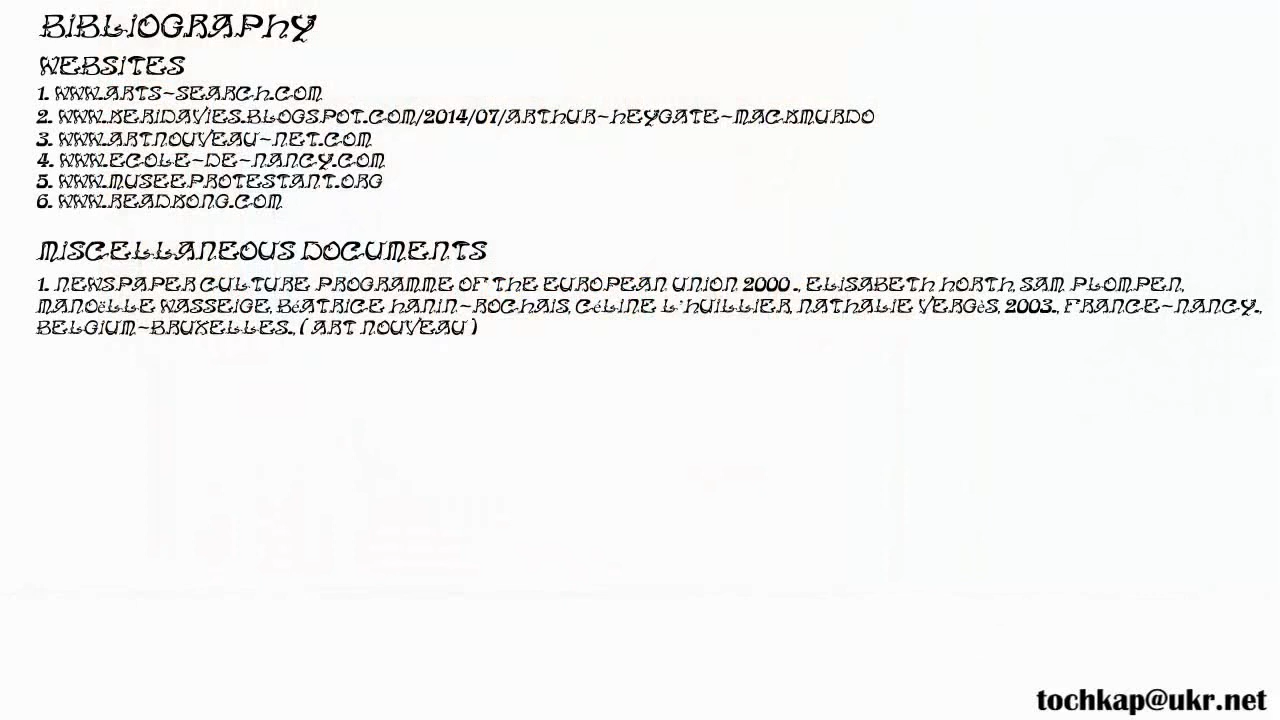 BIBLIOGRAPHY
WEBSITES
1. WWW.ARTS-SEARCH.COM
2. WWW.KERIDAVIES.BLOGSPOT.COM/2014/07/ARTHUR-HEYGATE-MACKMURDO
3. WWW.ARTNOUVEAU-NET.COM
4. WWW.ECOLE-DE-NANCY.COM
5. WWW.MUSEEPROTESTANT.ORG
6. WWW.READKONG.COM
MISCELLANEOUS DOCUMENTS
1. NEWSPAPER CULTURE PROGRAMME OF THE EUROPEAN UNION 2000., ELISABETH HORTH, SAM PLOMPEN,
MANOëLLE WASSEIGE, BéATRICE HANIN-ROCHAIS, CéLINE L'HUILLIER, NATHALIE VERGèS, 2003., FRANCE-NANCY.,
BELGIUM-BRUXELLES., ( ART NOUVEAU )
tochkap@ukr.net